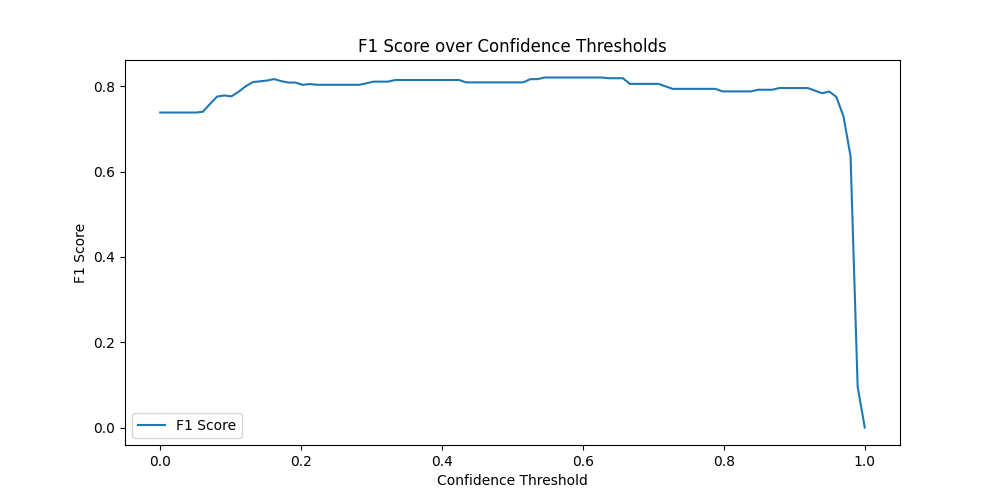 F1 Score over Confidence Thresholds
F1 Score
0.8
0.6
0.4
0.2
0.0
F1 Score
0.0 0.2 0.4 0.6 0.8 1.0
Confidence Threshold